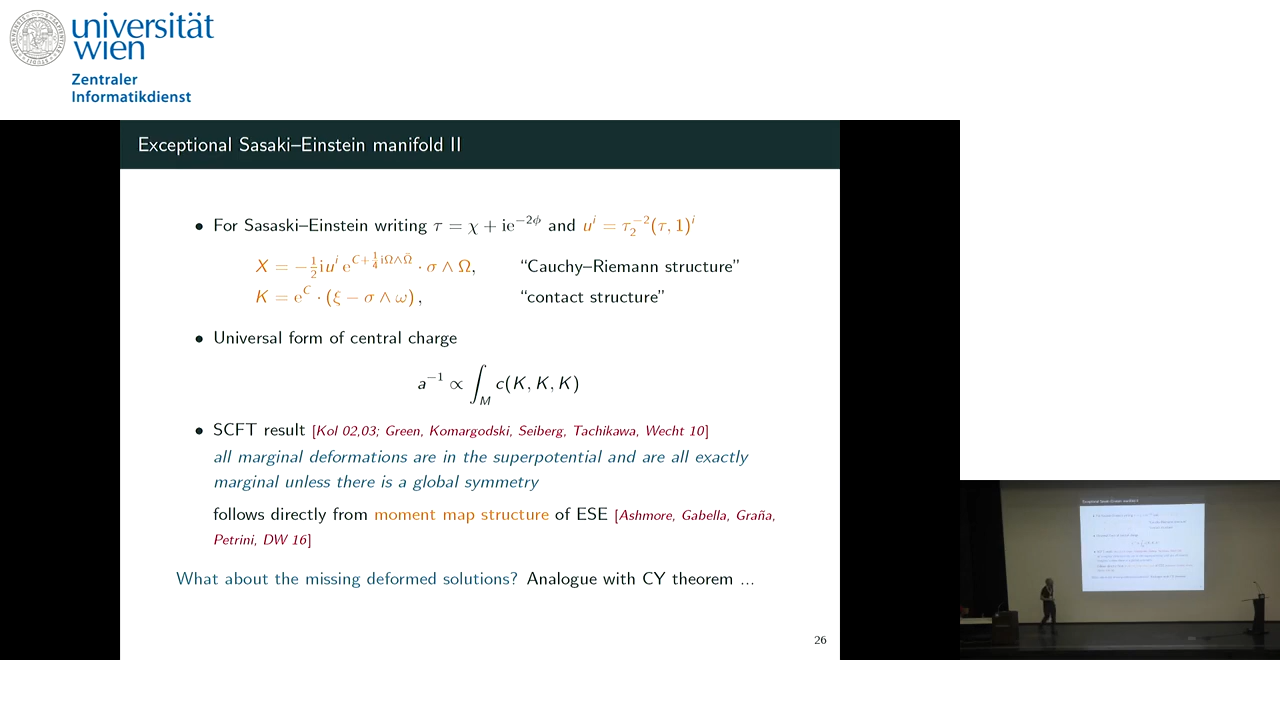 universität
wien
Zentraler
Informatikdienst
Exceptional Sasaki–Einstein manifold II
• For Sasaski–Einstein writing τ = χ + ie^{−2ϕ} and u^i = τ_2^{−2}(τ, 1)^i
X = −½iu^i e^{C+¼iΩ∧Ω̄} · σ ∧ Ω, “Cauchy–Riemann structure”
K = e^C · (ξ − σ ∧ ω) , “contact structure”
• Universal form of central charge
a^{−1} ∝ ∫_M c(K, K, K)
• SCFT result [Kol 02,03; Green, Komargodski, Seiberg, Tachikawa, Wecht 10]
all marginal deformations are in the superpotential and are all exactly
marginal unless there is a global symmetry
follows directly from moment map structure of ESE [Ashmore, Gabella, Graña,
Petrini, DW 16]
What about the missing deformed solutions? Analogue with CY theorem ...
26